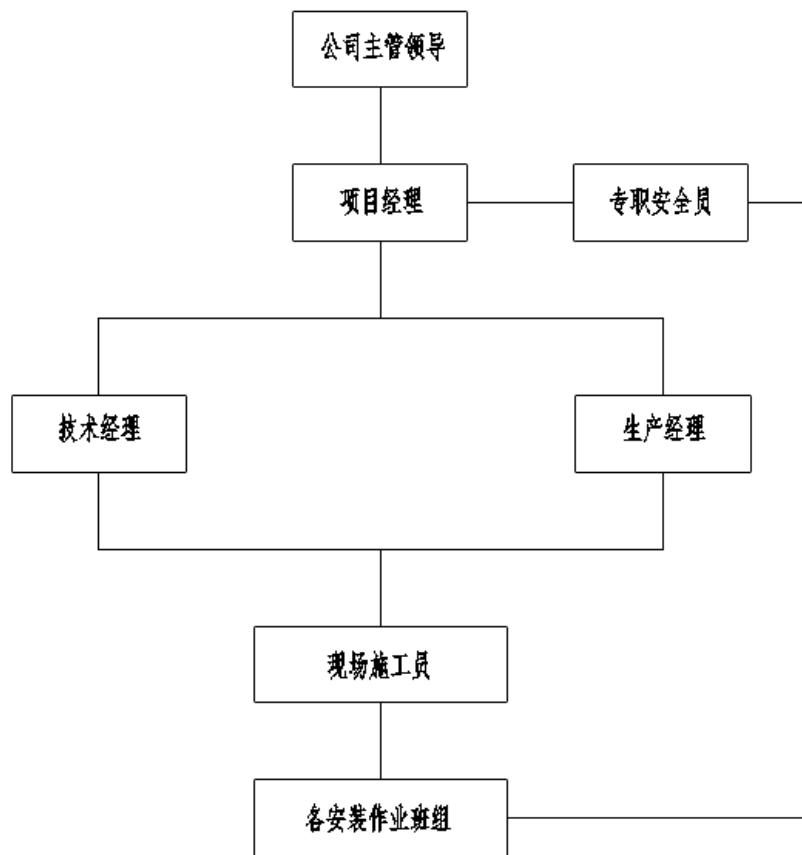 公司主管领导
项目经理
专职安全员
技术经理
生产经理
现场施工员
各安装作业班组